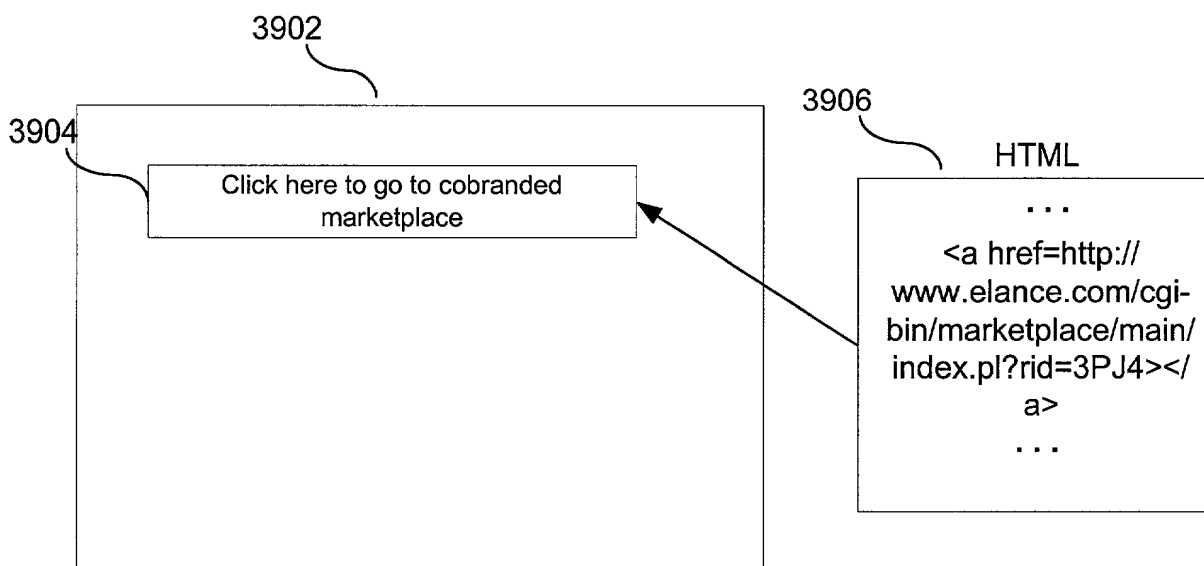 3902
3906
3904
HTML
Click here to go to cobranded
marketplace
...
<a href=http://
www.elance.com/cgi-
bin/marketplace/main/
index.pl?rid=3PJ4></
a>
...